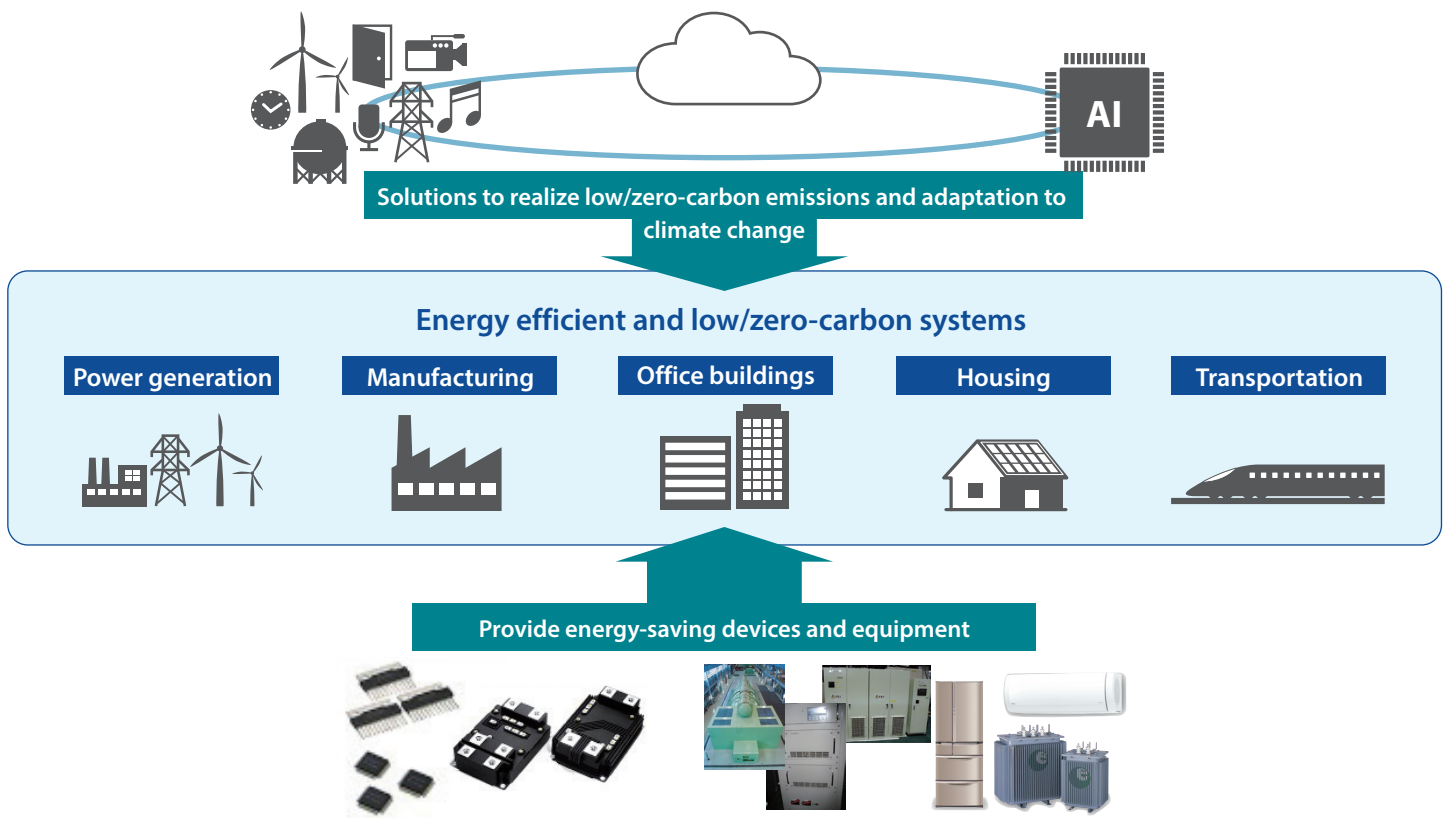 AI
Solutions to realize low/zero-carbon emissions and adaptation to
climate change
Energy efficient and low/zero-carbon systems
Power generation
Manufacturing
Office buildings
Housing
Transportation
Provide energy-saving devices and equipment